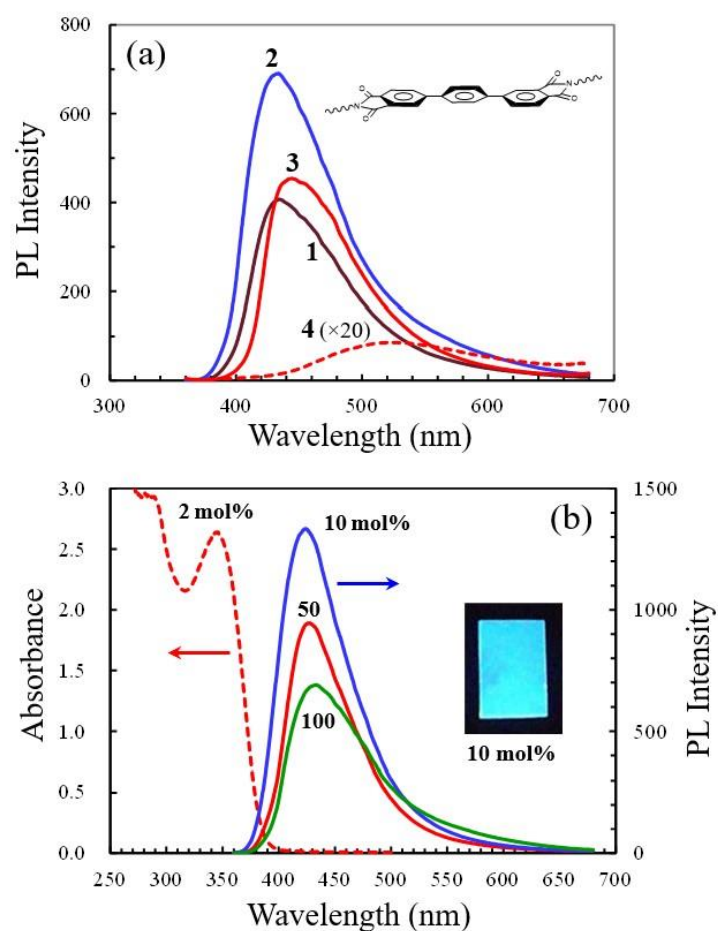 800
(a)
2
N
O
O
N
O
O
600
3
PL Intensity
400
1
200
4 (×20)
0
300 400 500 600 700
Wavelength (nm)
3.0 1500
2 mol%
10 mol%
(b)
2.5
2.0 1000
50
Absorbance
1.5
PL Intensity
100
10 mol%
1.0 500
0.5
0.0 0
250 300 350 400 450 500 550 600 650 700
Wavelength (nm)